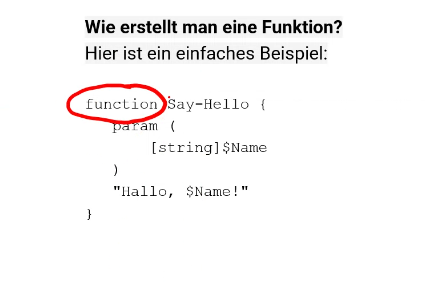 Wie erstellt man eine Funktion?
Hier ist ein einfaches Beispiel:
function Say-Hello {
param (
[string]$Name
)
"Hallo, $Name!"
}